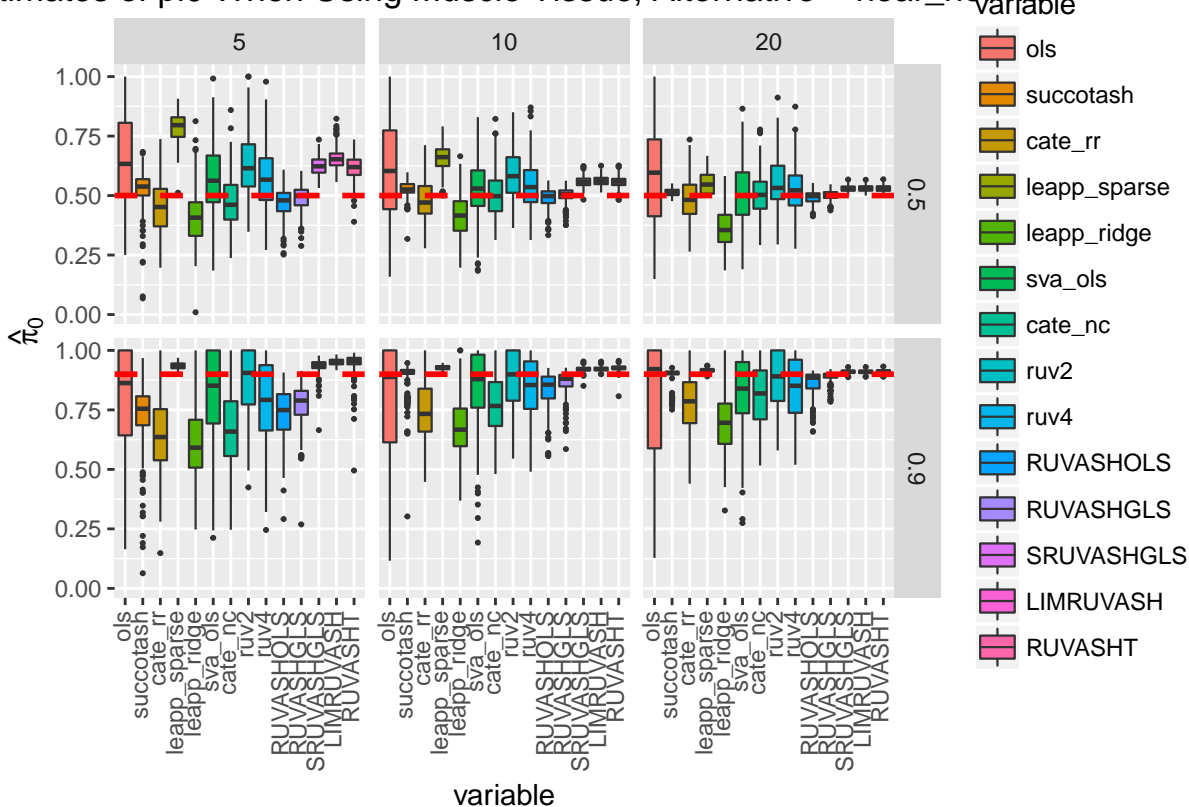 timates of pi0 When Using Muscle Tissue, Alternative
variable
5
10
20
0.5
0.9
1.00
0.75
0.50
0.25
0.00
1.00
0.75
0.50
0.25
0.00
π̂0
ols
succotash
cate_rr
leapp_sparse
leapp_ridge
sva_ols
cate_nc
ruv2
ruv4
RUVASHOLS
RUVASHGLS
SRUVASHGLS
LIMRUVASH
RUVASHT
ols
succotash
cate_rr
leapp_sparse
leapp_ridge
sva_ols
cate_nc
ruv2
ruv4
RUVASHOLS
RUVASHGLS
SRUVASHGLS
LIMRUVASH
RUVASHT
ols
succotash
cate_rr
leapp_sparse
leapp_ridge
sva_ols
cate_nc
ruv2
ruv4
RUVASHOLS
RUVASHGLS
SRUVASHGLS
LIMRUVASH
RUVASHT
variable
ols
succotash
cate_rr
leapp_sparse
leapp_ridge
sva_ols
cate_nc
ruv2
ruv4
RUVASHOLS
RUVASHGLS
SRUVASHGLS
LIMRUVASH
RUVASHT